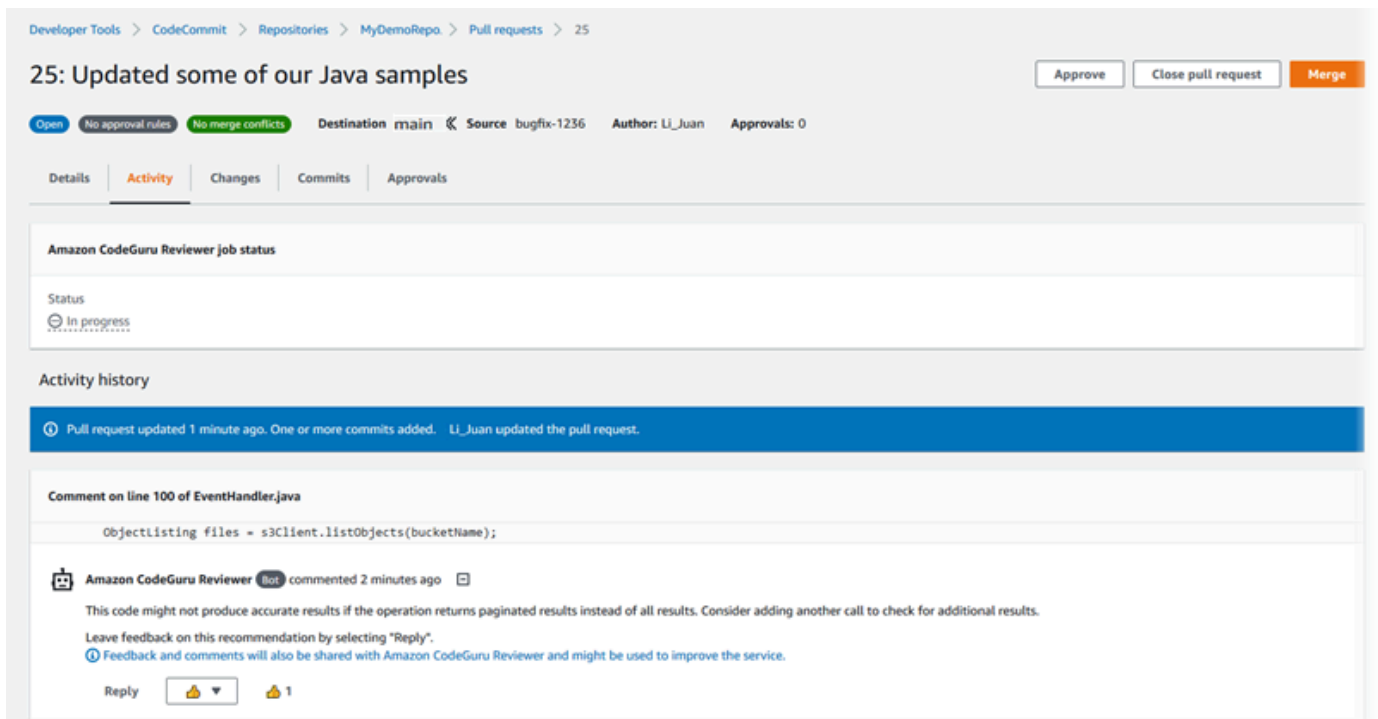 Developer Tools > CodeCommit > Repositories > MyDemoRepo. > Pull requests > 25
25: Updated some of our Java samples
Approve Close pull request Merge
Open No approval rules No merge conflicts Destination main Source bugfix-1236 Author: Li_Juan Approvals: 0
Details Activity Changes Commits Approvals
Amazon CodeGuru Reviewer job status
Status
In progress
Activity history
Pull request updated 1 minute ago. One or more commits added. Li_Juan updated the pull request.
Comment on line 100 of EventHandler.java
ObjectListing files = s3Client.listObjects(bucketName);
Amazon CodeGuru Reviewer Bot commented 2 minutes ago
This code might not produce accurate results if the operation returns paginated results instead of all results. Consider adding another call to check for additional results.
Leave feedback on this recommendation by selecting "Reply".
Feedback and comments will also be shared with Amazon CodeGuru Reviewer and might be used to improve the service.
Reply 👍 ▼ 👍 1